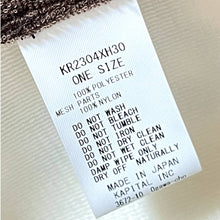 KR2304XH30
ONE SIZE
100% POLYESTER
MESH PARTS
100% NYLON
DO NOT WASH
DO NOT BLEACH
DO NOT TUMBLE
DO NOT IRON
DO NOT DRY CLEAN
DO NOT WET CLEAN
DAMP WIPE ONLY
DRY OFF NATURALLY
MADE IN JAPAN
KAPITAL INC
3672-10